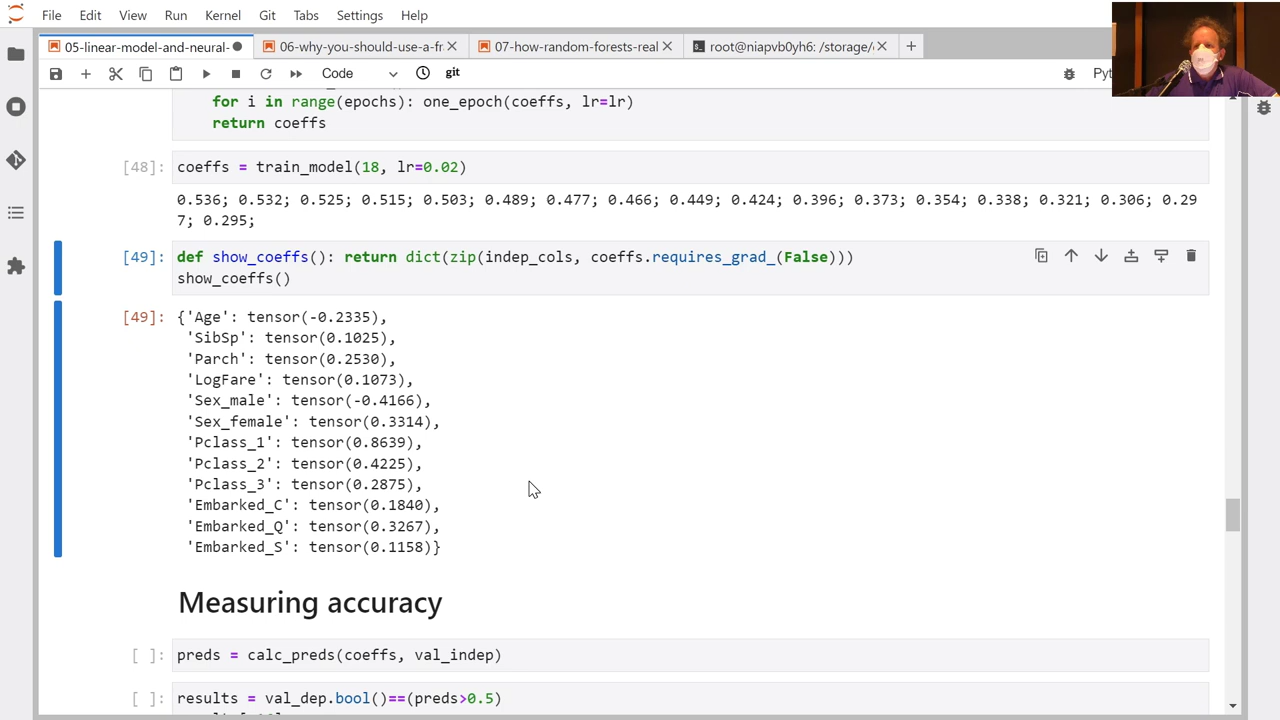 File Edit View Run Kernel Git Tabs Settings Help
05-linear-model-and-neural- 06-why-you-should-use-a-fr 07-how-random-forests-real root@niapvb0yh6: /storage/
Code git Pyt
for i in range(epochs): one_epoch(coeffs, lr=lr)
return coeffs
[48]: coeffs = train_model(18, lr=0.02)
0.536; 0.532; 0.525; 0.515; 0.503; 0.489; 0.477; 0.466; 0.449; 0.424; 0.396; 0.373; 0.354; 0.338; 0.321; 0.306; 0.29
7; 0.295;
[49]: def show_coeffs(): return dict(zip(indep_cols, coeffs.requires_grad_(False)))
show_coeffs()
[49]: {'Age': tensor(-0.2335),
'SibSp': tensor(0.1025),
'Parch': tensor(0.2530),
'LogFare': tensor(0.1073),
'Sex_male': tensor(-0.4166),
'Sex_female': tensor(0.3314),
'Pclass_1': tensor(0.8639),
'Pclass_2': tensor(0.4225),
'Pclass_3': tensor(0.2875),
'Embarked_C': tensor(0.1840),
'Embarked_Q': tensor(0.3267),
'Embarked_S': tensor(0.1158)}
Measuring accuracy
[ ]: preds = calc_preds(coeffs, val_indep)
[ ]: results = val_dep.bool()==(preds>0.5)